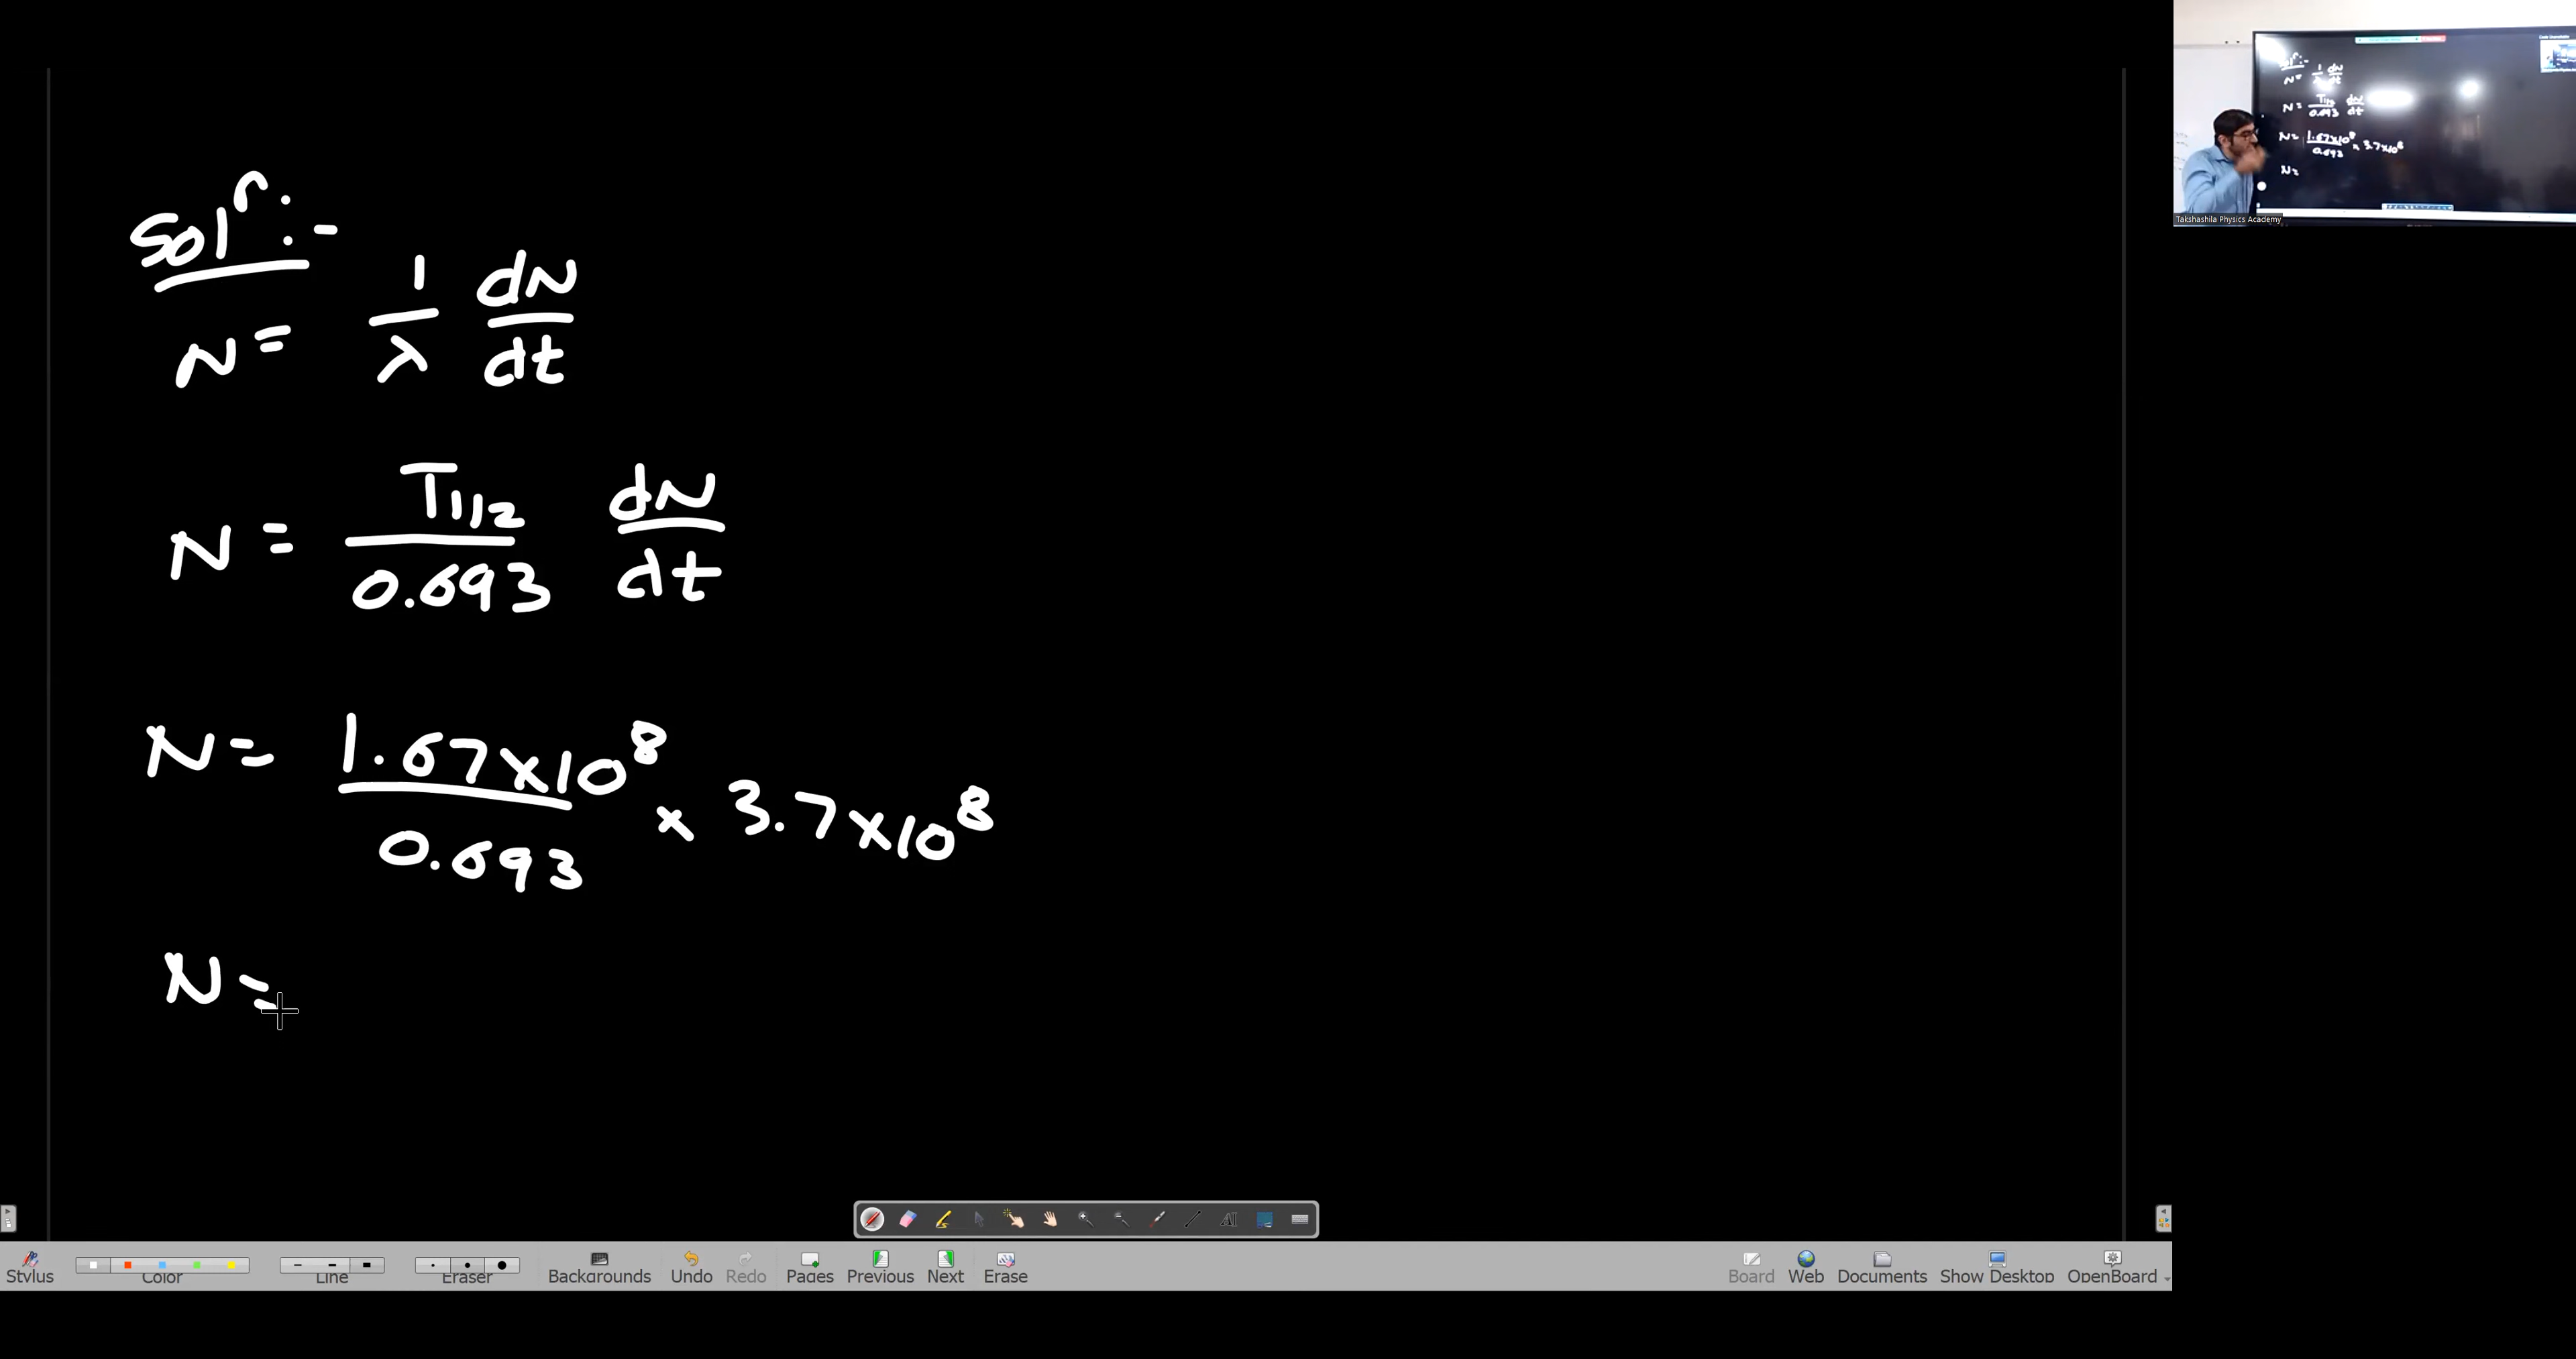 Solⁿ:-
N = 1/λ dN/dt
N = T1/2 / 0.693 dN/dt
N = 1.67×10⁸ / 0.693 × 3.7×10⁸
N =
Takshashila Physics Academy
Stylus Color Line Eraser Backgrounds Undo Redo Pages Previous Next Erase Board Web Documents Show Desktop OpenBoard